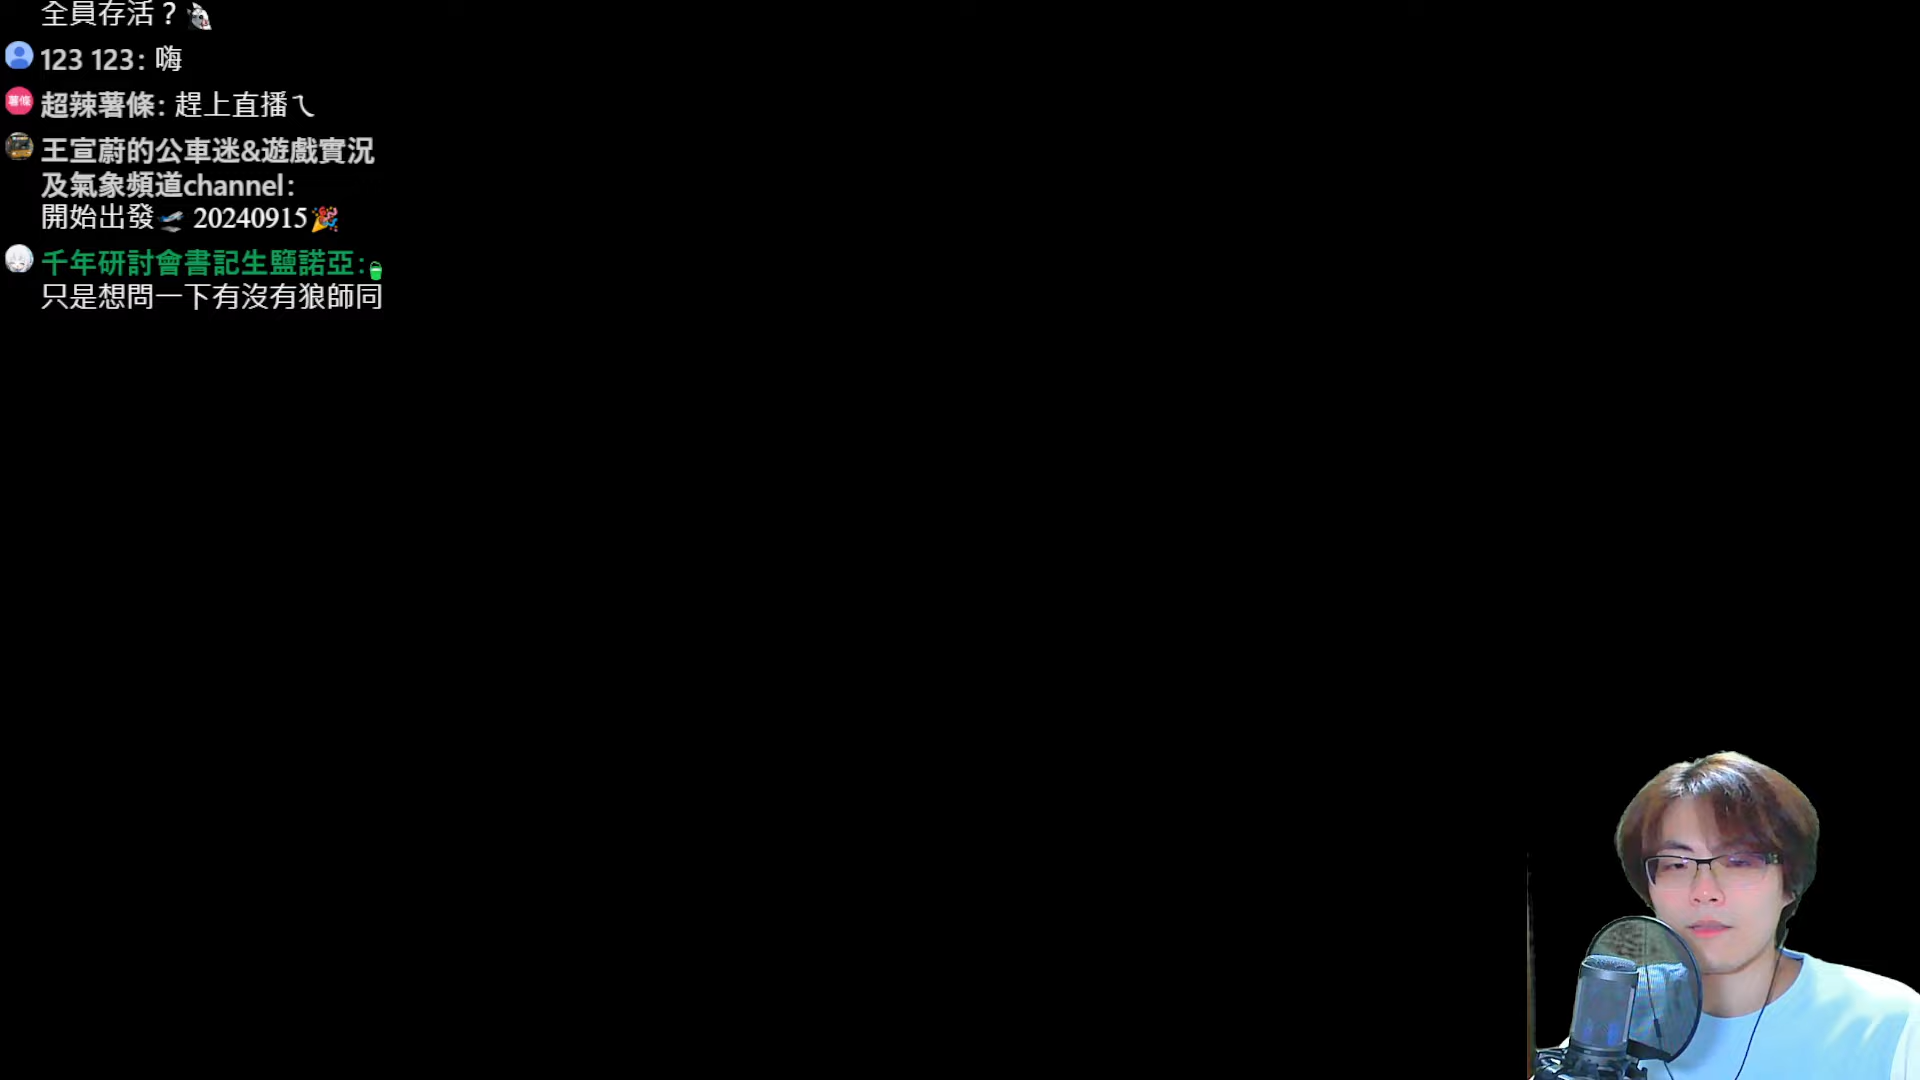 全員存活？
123 123: 嗨
薯條
超辣薯條: 趕上直播ㄟ
王宣蔚的公車迷&遊戲實況
及氣象頻道channel:
開始出發🛫 20240915🎉
千年研討會書記生鹽諾亞:
只是想問一下有沒有狼師同